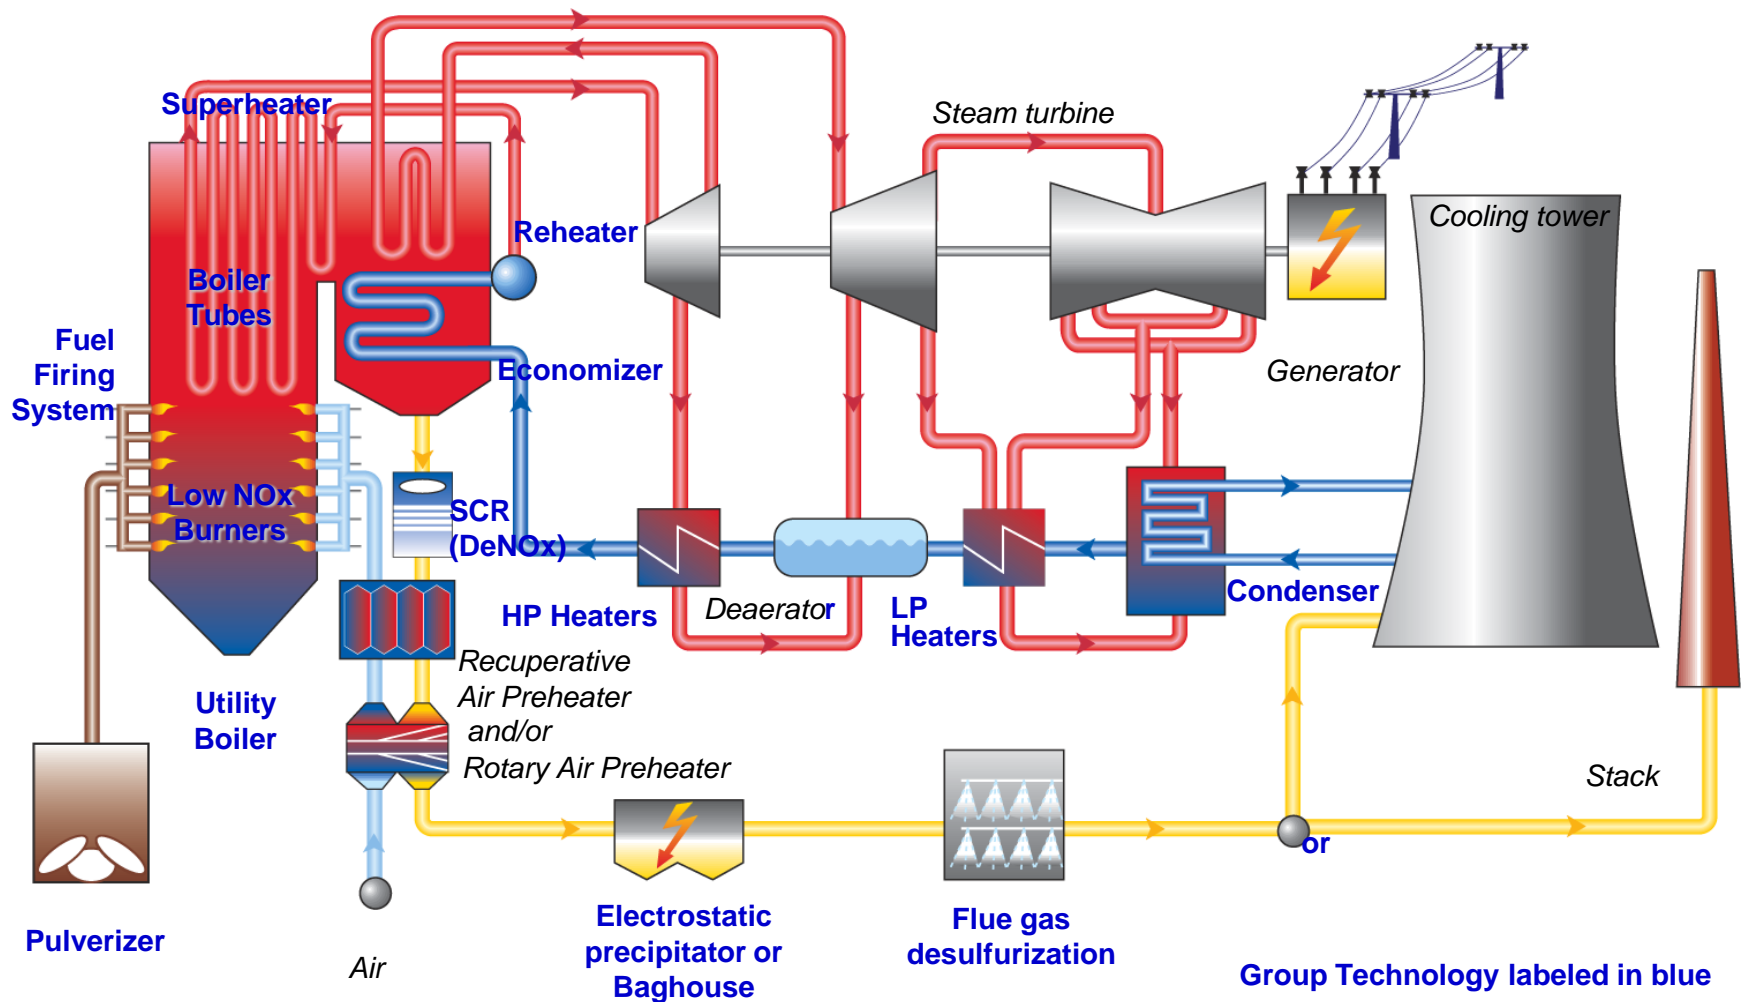 Superheater
Steam turbine
Cooling tower
Reheater
Boiler
Tubes
Fuel
Firing
System
Economizer
Generator
Low NOx
Burners
SCR
(DeNOx)
HP Heaters
Deaerator
LP
Heaters
Condenser
Recuperative
Air Preheater
and/or
Rotary Air Preheater
Utility
Boiler
Stack
or
Pulverizer
Air
Electrostatic
precipitator or
Baghouse
Flue gas
desulfurization
Group Technology labeled in blue